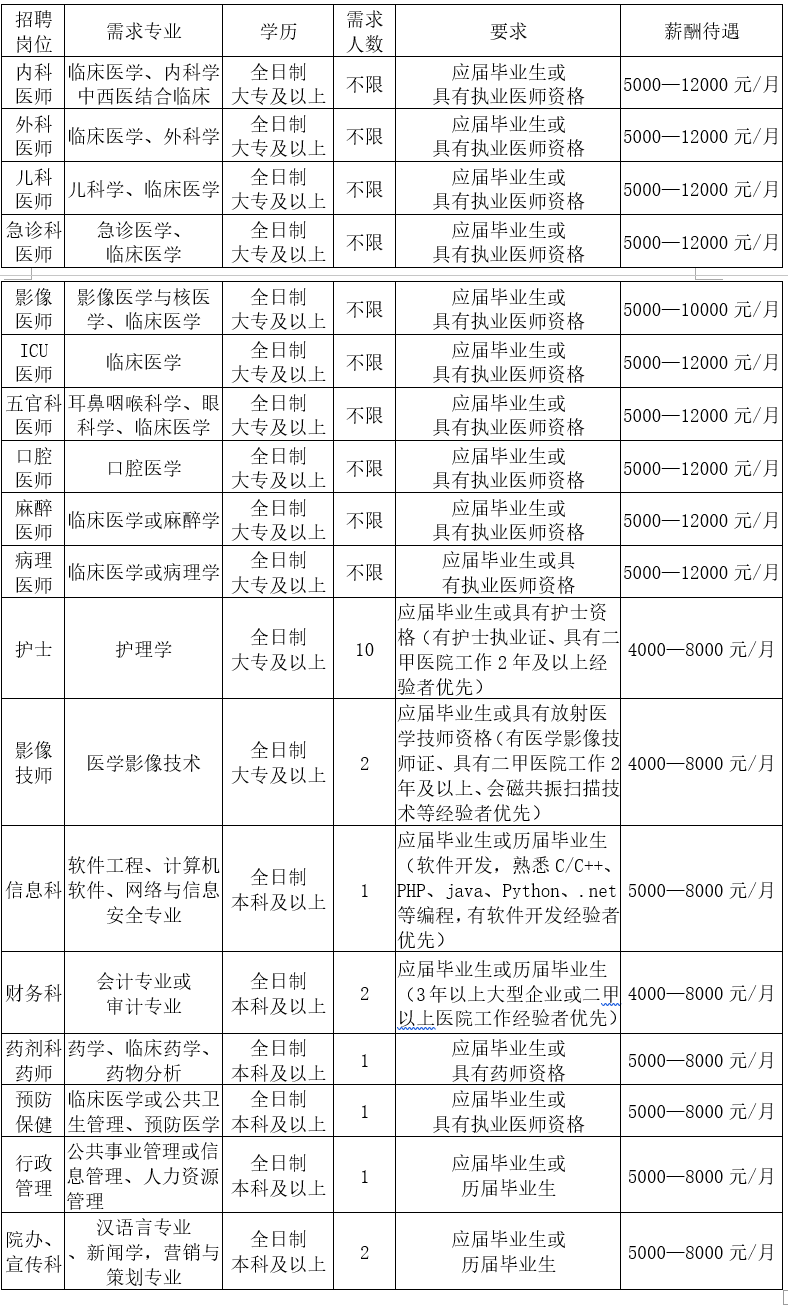 招聘 岗位 需求专业 学历 需求 人数 要求 薪酬待遇
内科 医师 临床医学、内科学 中西医结合临床 全日制 大专及以上 不限 应届毕业生或 具有执业医师资格 5000—12000 元/月
外科 医师 临床医学、外科学 全日制 大专及以上 不限 应届毕业生或 具有执业医师资格 5000—12000 元/月
儿科 医师 儿科学、临床医学 全日制 大专及以上 不限 应届毕业生或 具有执业医师资格 5000—12000 元/月
急诊科 医师 急诊医学、 临床医学 全日制 大专及以上 不限 应届毕业生或 具有执业医师资格 5000—12000 元/月
影像 医师 影像医学与核医 学、临床医学 全日制 大专及以上 不限 应届毕业生或 具有执业医师资格 5000—10000 元/月
ICU 医师 临床医学 全日制 大专及以上 不限 应届毕业生或 具有执业医师资格 5000—12000 元/月
五官科 医师 耳鼻咽喉科学、眼 科学、临床医学 全日制 大专及以上 不限 应届毕业生或 具有执业医师资格 5000—12000 元/月
口腔 医师 口腔医学 全日制 大专及以上 不限 应届毕业生或 具有执业医师资格 5000—12000 元/月
麻醉 医师 临床医学或麻醉学 全日制 大专及以上 不限 应届毕业生或 具有执业医师资格 5000—12000 元/月
病理 医师 临床医学或病理学 全日制 大专及以上 不限 应届毕业生或具 有执业医师资格 5000—12000 元/月
护士 护理学 全日制 大专及以上 10 应届毕业生或具有护士资 格（有护士执业证、具有二 甲医院工作 2 年及以上经 验者优先） 4000—8000 元/月
影像 技师 医学影像技术 全日制 大专及以上 2 应届毕业生或具有放射医 学技师资格（有医学影像技 师证、具有二甲医院工作 2 年及以上、会磁共振扫描技 术等经验者优先） 4000—8000 元/月
信息科 软件工程、计算机 软件、网络与信息 安全专业 全日制 本科及以上 1 应届毕业生或历届毕业生 （软件开发，熟悉 C/C++、 PHP、java、Python、.net 等编程，有软件开发经验者 优先） 5000—8000 元/月
财务科 会计专业或 审计专业 全日制 本科及以上 2 应届毕业生或历届毕业生 （3 年以上大型企业或二甲 以上医院工作经验者优先） 4000—8000 元/月
药剂科 药师 药学、临床药学、 药物分析 全日制 本科及以上 1 应届毕业生或 具有药师资格 5000—8000 元/月
预防 保健 临床医学或公共卫 生管理、预防医学 全日制 本科及以上 1 应届毕业生或 具有执业医师资格 5000—8000 元/月
行政 管理 公共事业管理或信 息管理、人力资源 管理 全日制 本科及以上 1 应届毕业生或 历届毕业生 5000—8000 元/月
院办、 宣传科 汉语言专业 、新闻学，营销与 策划专业 全日制 本科及以上 2 应届毕业生或 历届毕业生 5000—8000 元/月